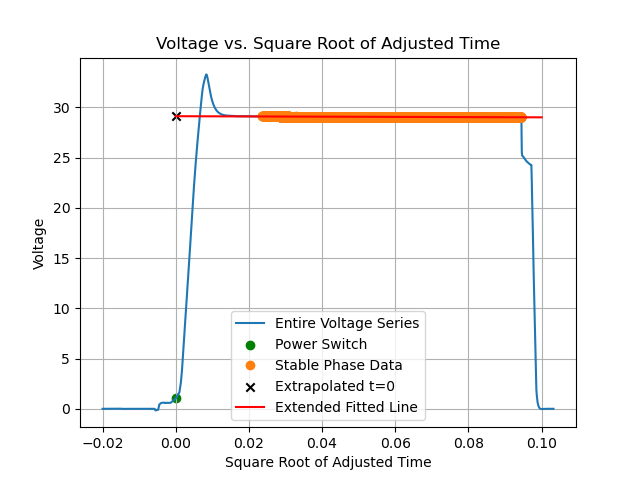 Voltage vs. Square Root of Adjusted Time
30
25
20
15
10
5
0
Voltage
Entire Voltage Series
Power Switch
Stable Phase Data
Extrapolated t=0
Extended Fitted Line
−0.02 0.00 0.02 0.04 0.06 0.08 0.10
Square Root of Adjusted Time